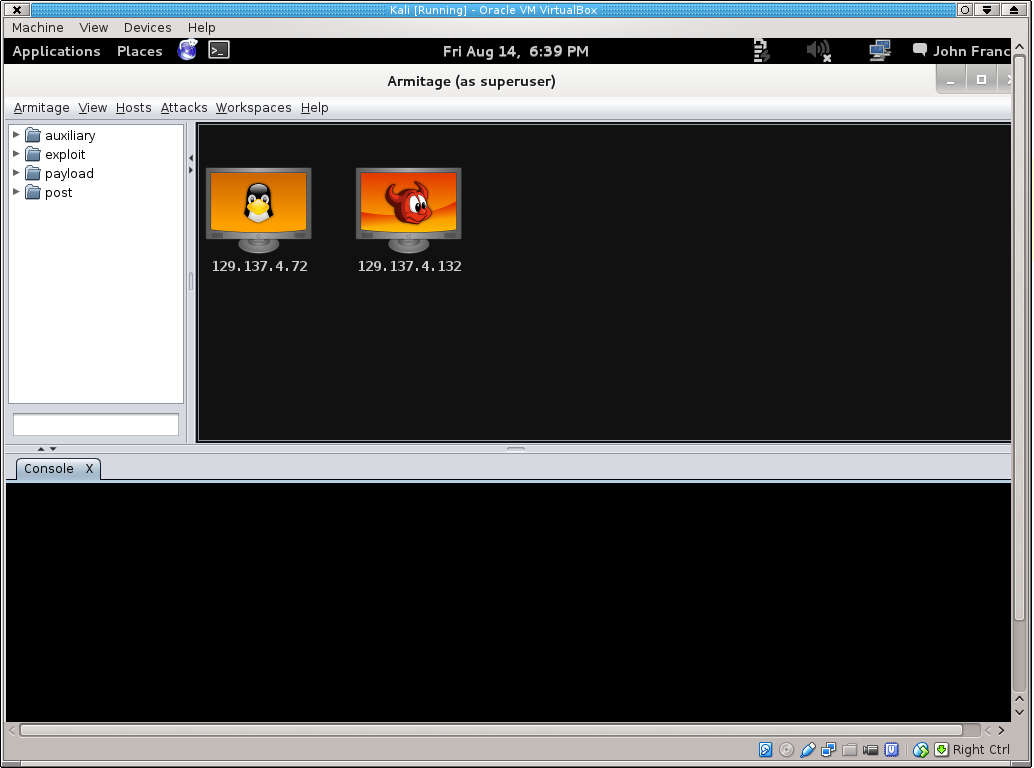 Kali [Running] - Oracle VM VirtualBox
Machine View Devices Help
Applications Places Fri Aug 14, 6:39 PM John Franc
Armitage (as superuser)
Armitage View Hosts Attacks Workspaces Help
auxiliary
exploit
payload
post
129.137.4.72 129.137.4.132
Console X
Right Ctrl